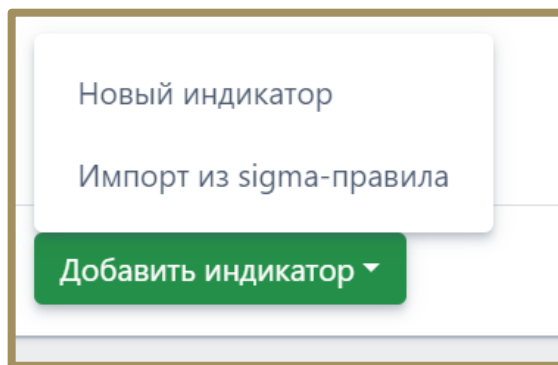 Новый индикатор
Импорт из sigma-правила
Добавить индикатор